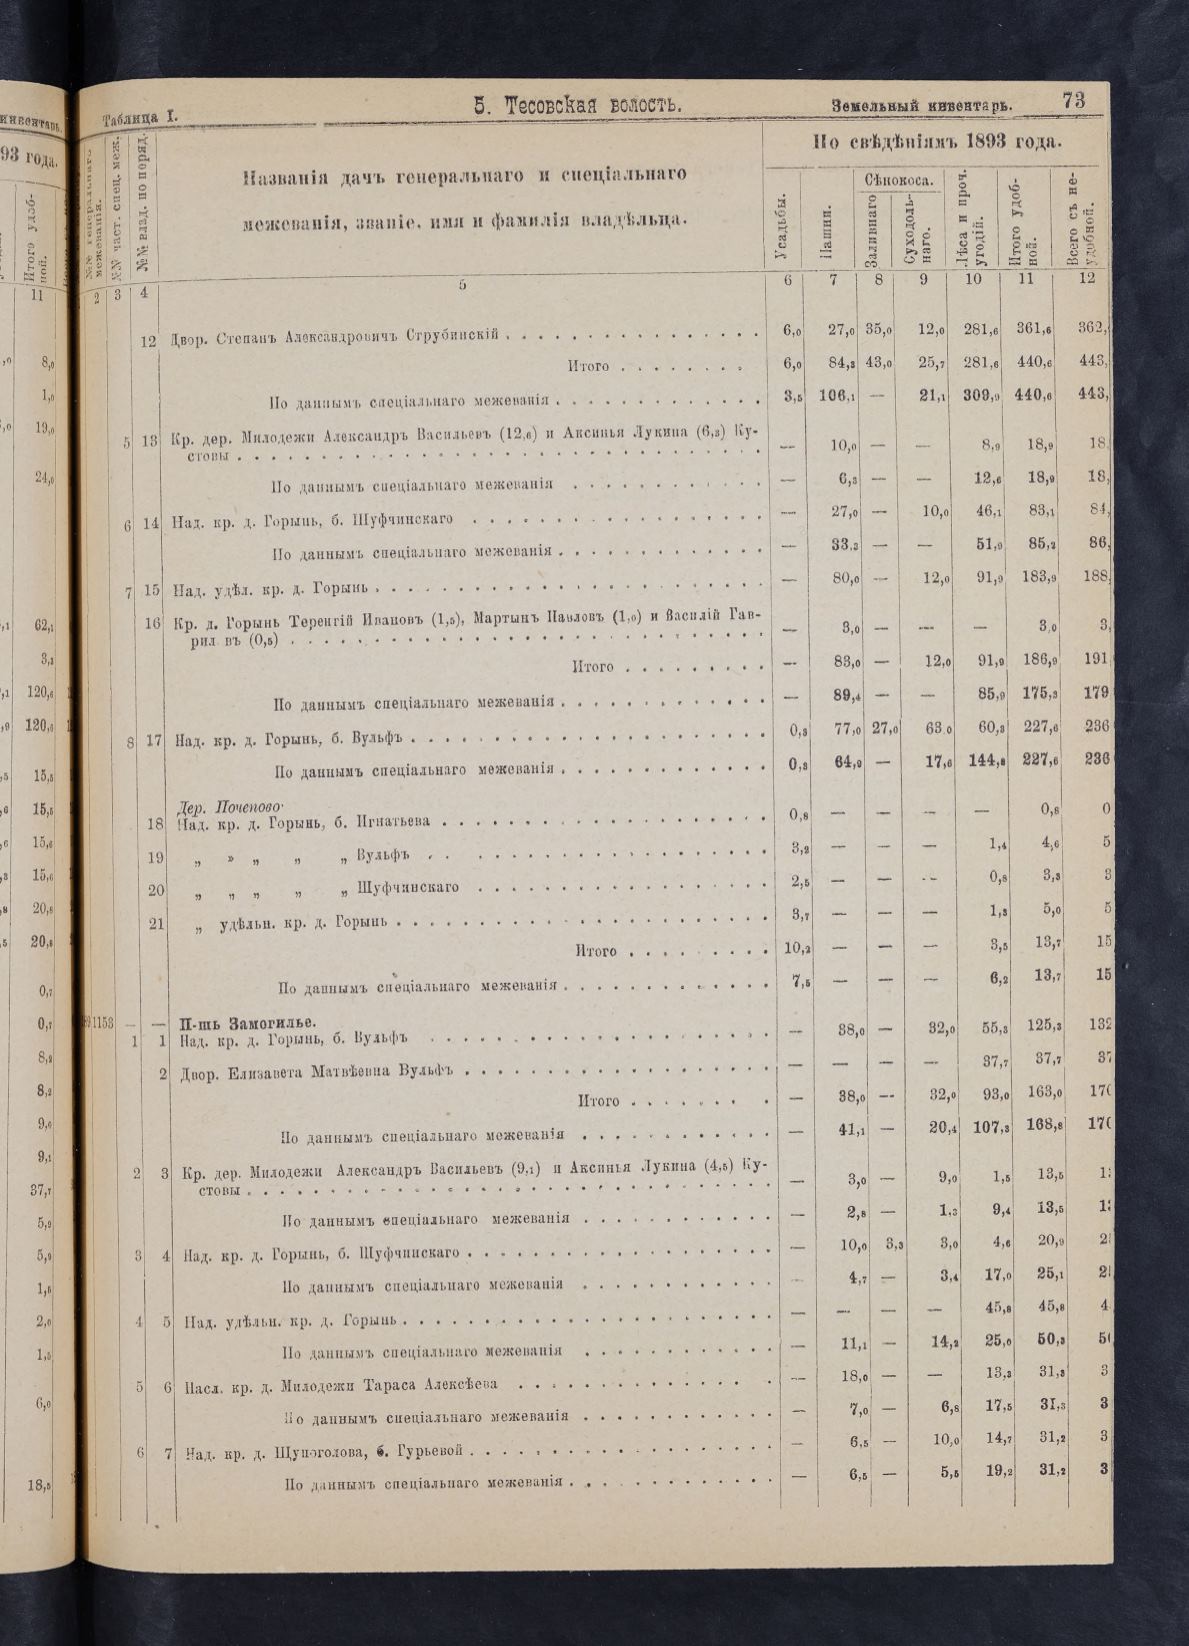 Таблица I. 5. Тесовская волость. Земельный инвентарь. 73
Названія дачъ генеральнаго и спеціальнаго
межеванія, званіе, имя и фамилія владѣльца.
По свѣдѣніямъ 1893 года.
№№ генеральнаго межеванія. №№ част. спец. меж. №№ влад. по поряд. Усадьбы. Пашни. Сѣнокоса. Заливнаго Суходольнаго. Лѣса и проч. угодій. Итого удобной. Всего съ неудобной.
2 3 4 5 6 7 8 9 10 11 12
12 Двор. Степанъ Александровичъ Струбинскій 6,0 27,0 35,0 12,0 281,6 361,6 362,
Итого 6,0 84,3 43,0 25,7 281,6 440,6 443,
По даннымъ спеціальнаго межеванія 3,5 106,1 — 21,1 309,9 440,6 443,
5 13 Кр. дер. Милодежи Александръ Васильевъ (12,6) и Аксинья Лукина (6,3) Ку-
стовы — 10,0 — — 8,9 18,9 18
По даннымъ спеціальнаго межеванія — 6,3 — — 12,6 18,9 18,
6 14 Над. кр. д. Горынь, б. Шуфчинскаго — 27,0 — 10,0 46,1 83,1 84,
По даннымъ спеціальнаго межеванія — 33,3 — — 51,9 85,2 86,
7 15 Над. удѣл. кр. д. Горынь — 80,0 — 12,0 91,9 183,9 188,
16 Кр. д. Горынь Терентій Ивановъ (1,5), Мартынъ Павловъ (1,0) и Василій Гав-
рил въ (0,5) — 3,0 — — — 3,0 3,
Итого — 83,0 — 12,0 91,9 186,9 191
По даннымъ спеціальнаго межеванія — 89,4 — — 85,9 175,3 179
8 17 Над. кр. д. Горынь, б. Вульфъ 0,3 77,0 27,0 63,0 60,3 227,6 236
По даннымъ спеціальнаго межеванія 0,3 64,9 — 17,6 144,8 227,6 236
Дер. Почепово
18 Над. кр. д. Горынь, б. Игнатьева 0,8 — — — — 0,8 0
19 „ » „ „ „ Вульфъ 3,2 — — — 1,4 4,6 5
20 „ „ „ „ „ Шуфчинскаго 2,5 — — — 0,8 3,3 3
21 „ удѣльн. кр. д. Горынь 3,7 — — — 1,3 5,0 5
Итого 10,2 — — — 3,5 13,7 15
По даннымъ спеціальнаго межеванія 7,5 — — — 6,2 13,7 15
1153 — — П-шь Замогилье.
1 1 Над. кр. д. Горынь, б. Вульфъ — 38,0 — 32,0 55,3 125,3 132
2 Двор. Елизавета Матвѣевна Вульфъ — — — — 37,7 37,7 37
Итого — 38,0 — 32,0 93,0 163,0 170
По даннымъ спеціальнаго межеванія — 41,1 — 20,4 107,3 168,8 170
2 3 Кр. дер. Милодежи Александръ Васильевъ (9,1) и Аксинья Лукина (4,5) Ку-
стовы — 3,0 — 9,0 1,5 13,5 1
По даннымъ спеціальнаго межеванія — 2,8 — 1,3 9,4 13,5 1
3 4 Над. кр. д. Горынь, б. Шуфчинскаго — 10,0 3,3 3,0 4,6 20,9 2
По даннымъ спеціальнаго межеванія — 4,7 — 3,4 17,0 25,1 2
4 5 Над. удѣльн. кр. д. Горынь — — — — 45,8 45,8 4
По даннымъ спеціальнаго межеванія — 11,1 — 14,2 25,0 50,3 5
5 6 Насл. кр. д. Милодежи Тараса Алексѣева — 18,0 — — 13,3 31,3 3
По даннымъ спеціальнаго межеванія — 7,0 — 6,8 17,5 31,3 3
6 7 Над. кр. д. Щупоголова, б. Гурьевой — 6,5 — 10,0 14,7 31,2 3
По даннымъ спеціальнаго межеванія — 6,5 — 5,5 19,2 31,2 3